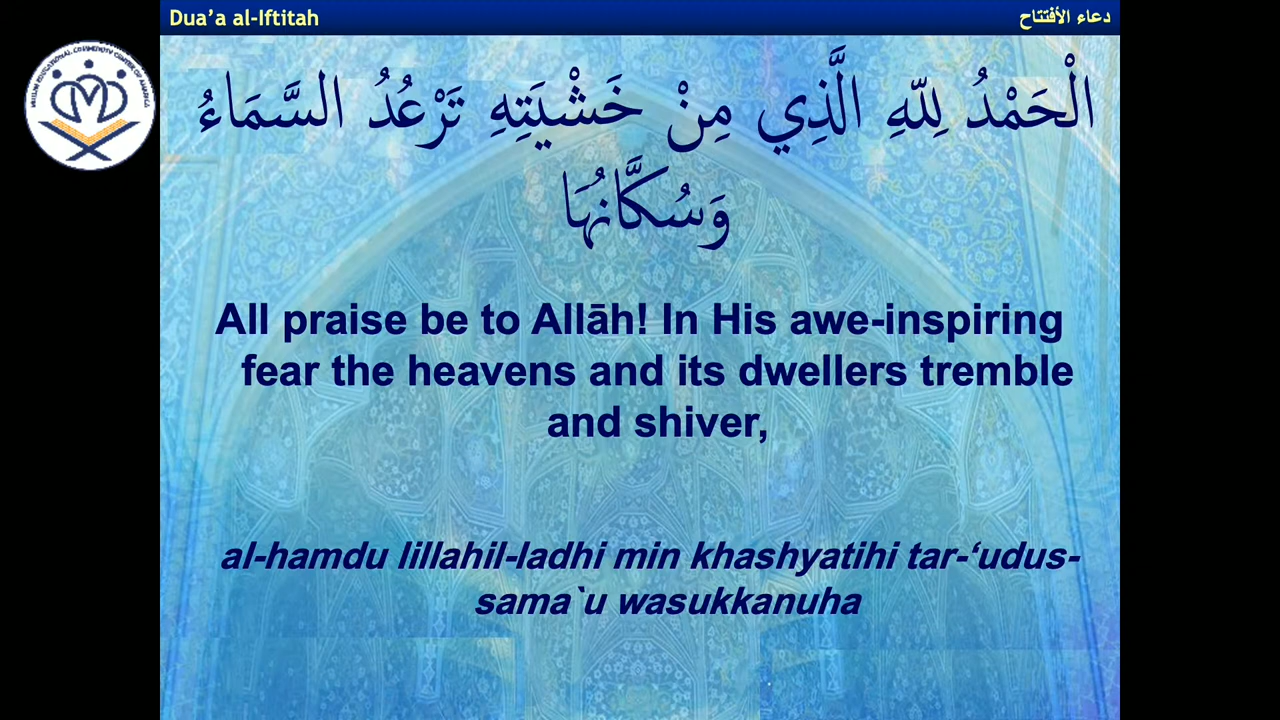 Dua’a al-Iftitah
دعاء الأفتتاح
الْحَمْدُ لِلّهِ الَّذِي مِنْ خَشْيَتِهِ تَرْعُدُ السَّمَاءُ
وَسُكَّانُهَا
All praise be to Allāh! In His awe-inspiring
fear the heavens and its dwellers tremble
and shiver,
al-hamdu lillahil-ladhi min khashyatihi tar-‘udus-
sama`u wasukkanuha